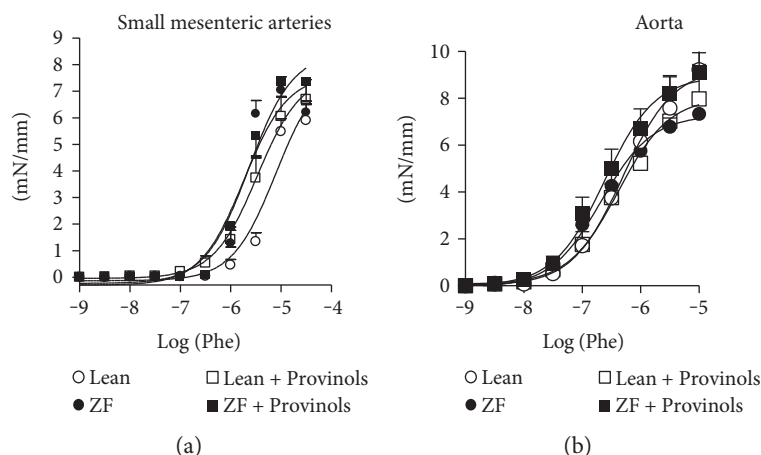 Small mesenteric arteries
9
8
7
6
5
4
3
2
1
0
(mN/mm)
−9 −8 −7 −6 −5 −4
Log (Phe)
Lean
Lean + Provinols
ZF
ZF + Provinols
(a)
Aorta
10
8
6
4
2
0
(mN/mm)
−9 −8 −7 −6 −5
Log (Phe)
Lean
Lean + Provinols
ZF
ZF + Provinols
(b)